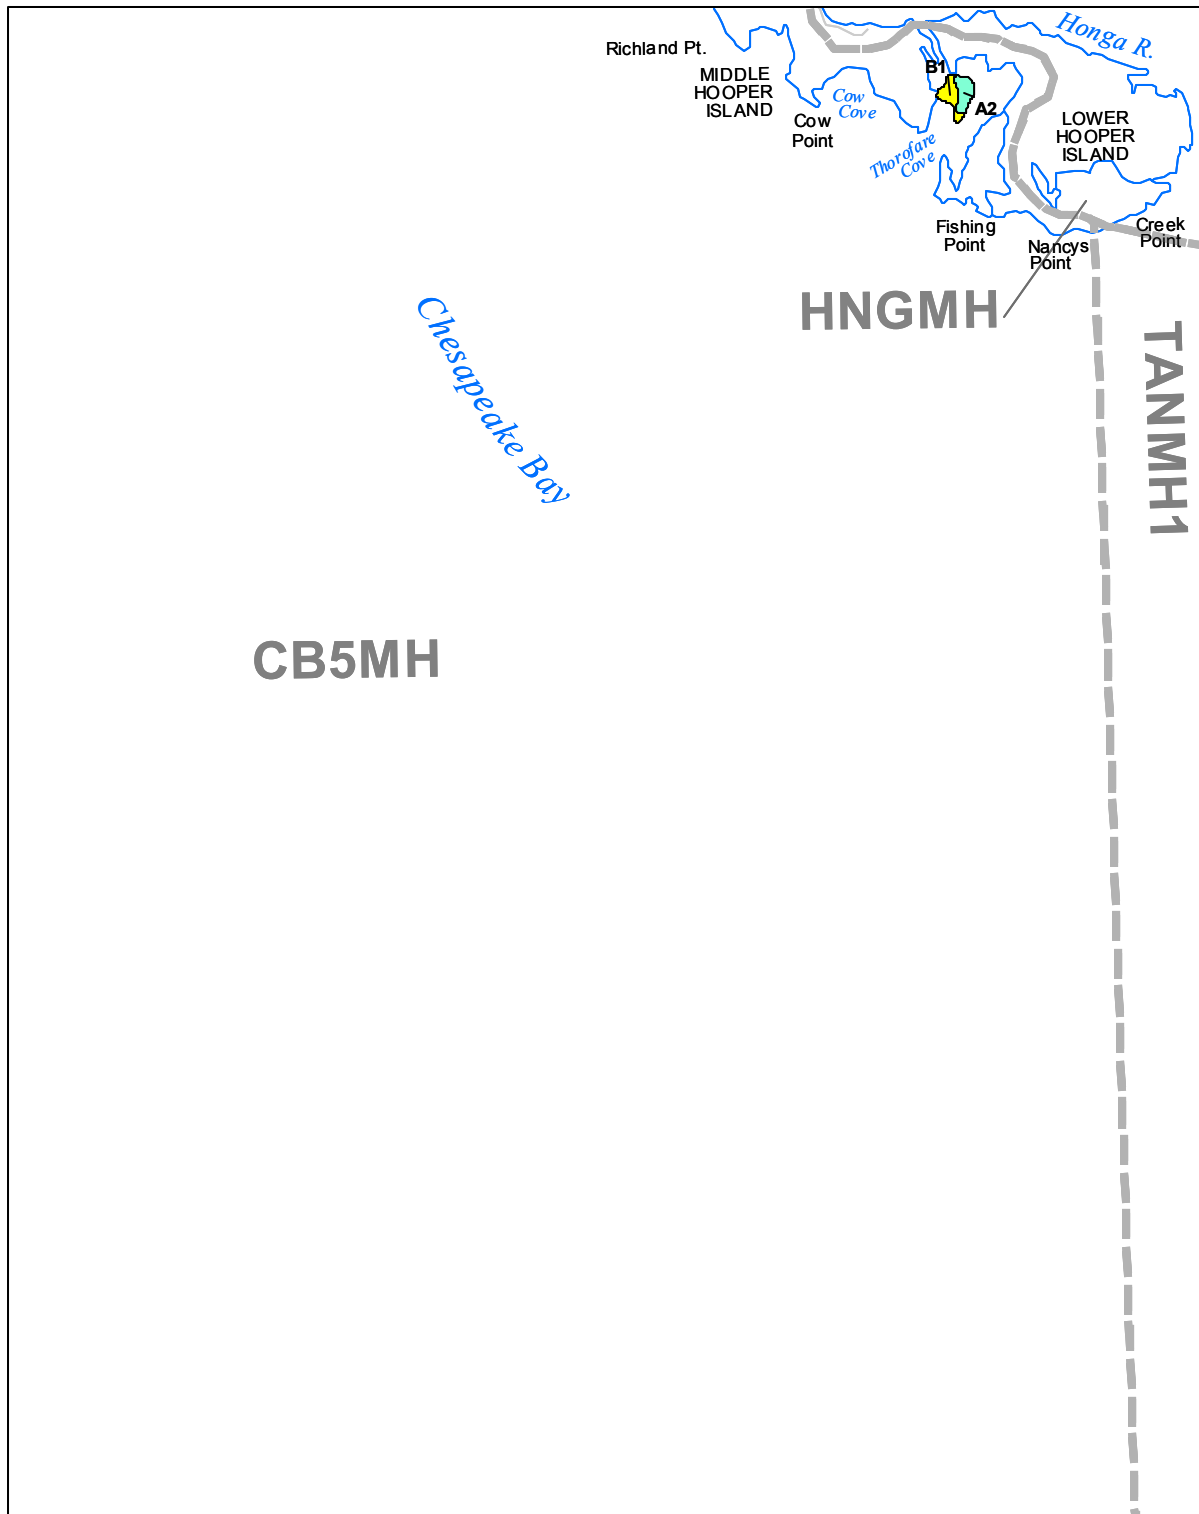 Honga R.
Richland Pt.
MIDDLE
HOOPER
ISLAND
B1
A2
Cow
Cove
Cow
Point
LOWER
HOOPER
ISLAND
Thorofare
Cove
Fishing
Point
Nancys
Point
Creek
Point
HNGMH
TANMH1
Chesapeake Bay
CB5MH